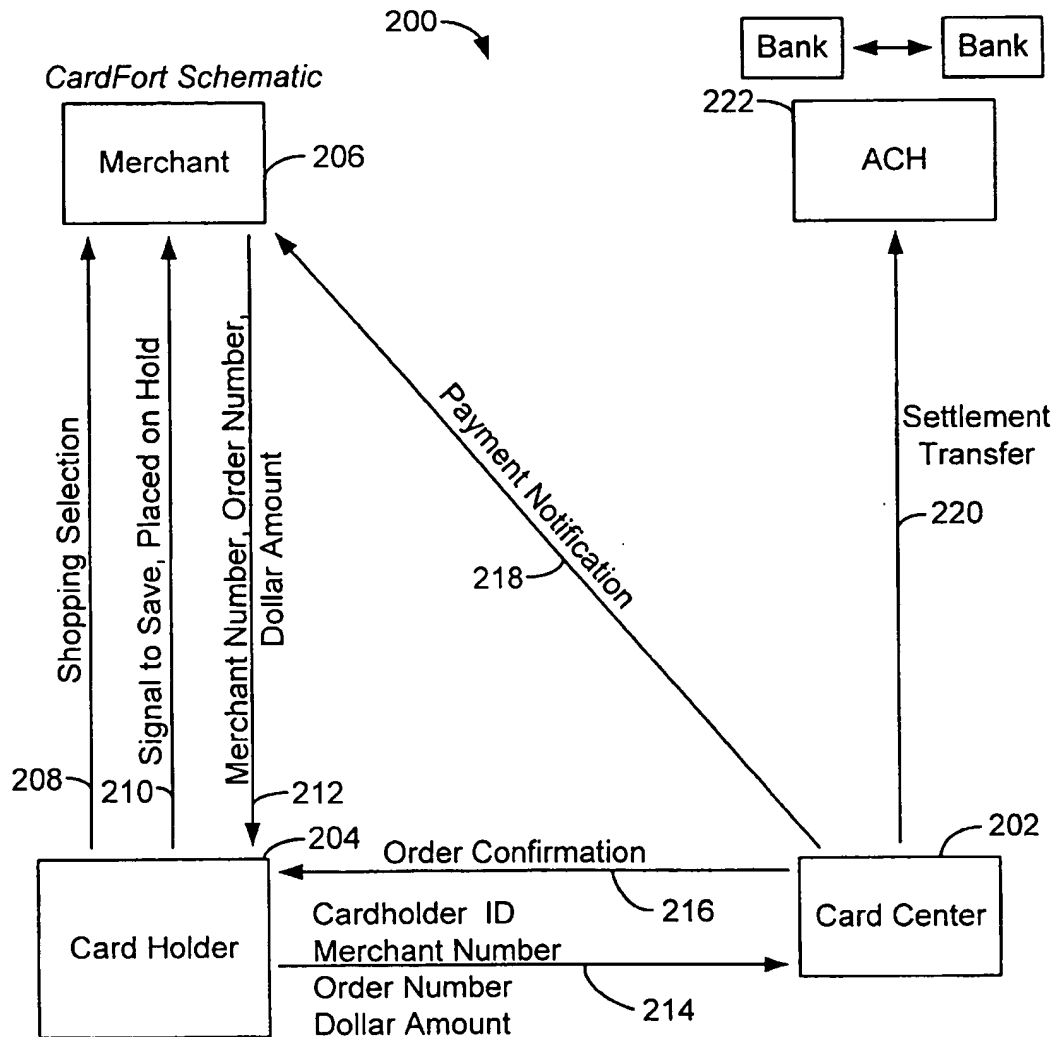 200
Bank
Bank
CardFort Schematic
222
Merchant
206
ACH
Shopping Selection
Signal to Save, Placed on Hold
Merchant Number, Order Number,
Dollar Amount
Payment Notification
218
Settlement
Transfer
220
208
210
212
204
202
Order Confirmation
216
Card Holder
Card Center
Cardholder ID
Merchant Number
Order Number
Dollar Amount
214